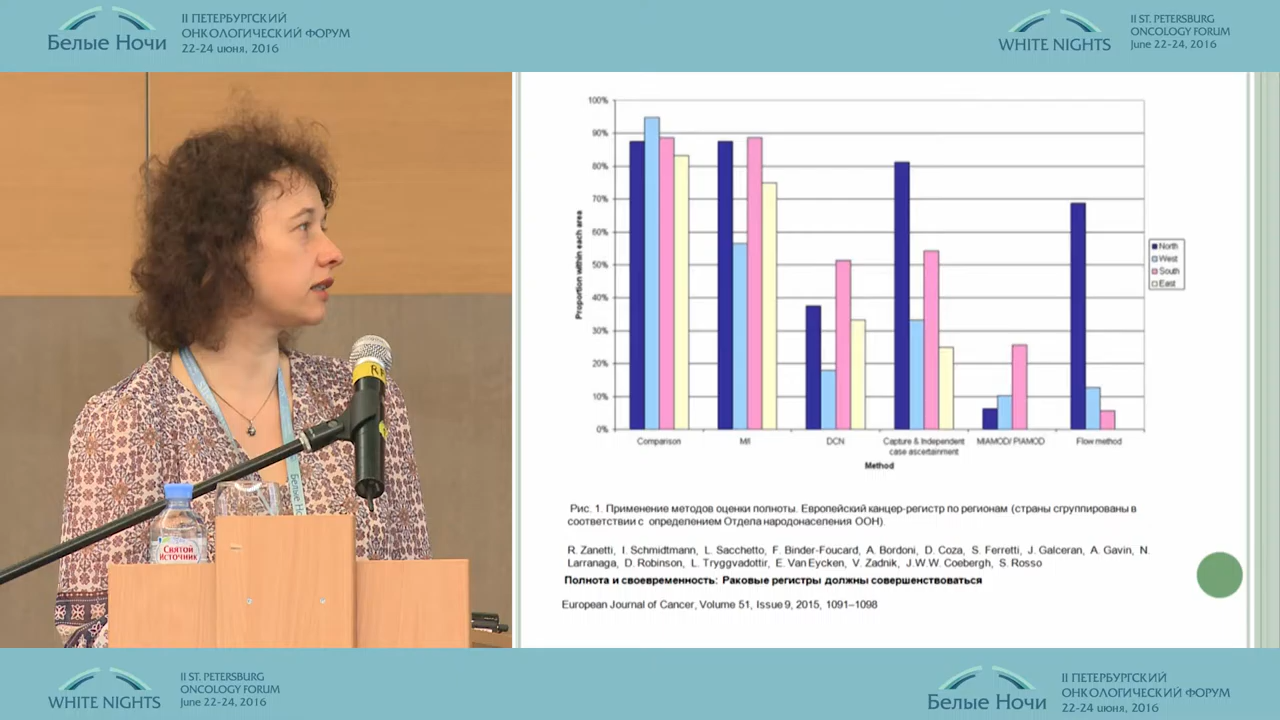 II ПЕТЕРБУРГСКИЙ
ОНКОЛОГИЧЕСКИЙ ФОРУМ
22-24 июня, 2016
Белые Ночи
WHITE NIGHTS
II ST. PETERSBURG
ONCOLOGY FORUM
June 22-24, 2016
100%
90%
80%
70%
60%
50%
40%
30%
20%
10%
0%
Proportion within each area
North
West
South
East
Comparison
M/I
DCN
Capture & Independent
case ascertainment
MIAMOD/ PIAMOD
Flow method
Method
Рис. 1. Применение методов оценки полноты. Европейский канцер-регистр по регионам (страны сгруппированы в
соответствии с определением Отдела народонаселения ООН).
R. Zanetti, I. Schmidtmann, L. Sacchetto, F. Binder-Foucard, A. Bordoni, D. Coza, S. Ferretti, J. Galceran, A. Gavin, N.
Larranaga, D. Robinson, L. Tryggvadottir, E. Van Eycken, V. Zadnik, J.W.W. Coebergh, S. Rosso
Полнота и своевременность: Раковые регистры должны совершенствоваться
European Journal of Cancer, Volume 51, Issue 9, 2015, 1091–1098
Белые Но
Святой
Источник
WHITE NIGHTS
II ST. PETERSBURG
ONCOLOGY FORUM
June 22-24, 2016
Белые Ночи
II ПЕТЕРБУРГСКИЙ
ОНКОЛОГИЧЕСКИЙ ФОРУМ
22-24 июня, 2016